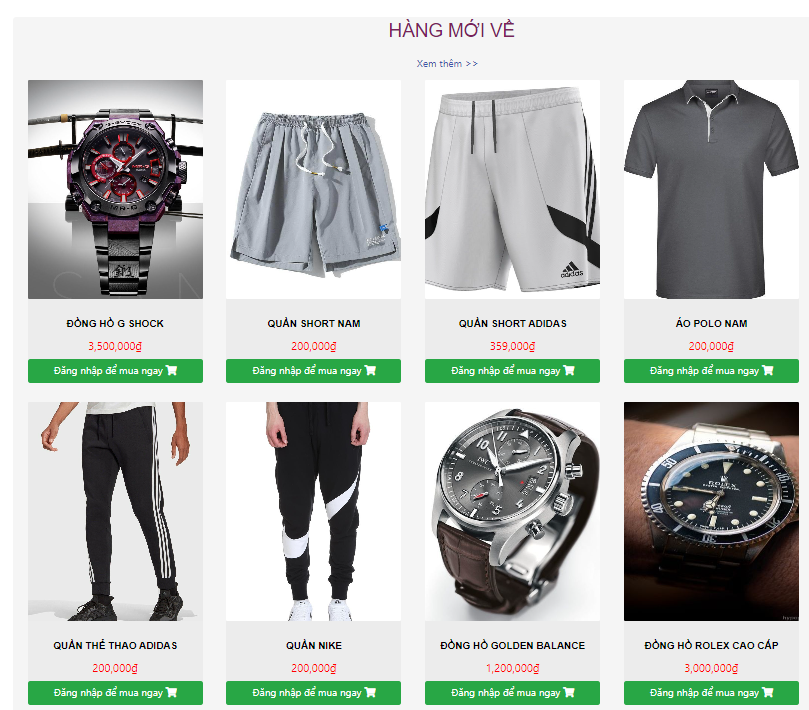 HÀNG MỚI VỀ
Xem thêm >>
MR-G
adidas
ĐỒNG HỒ G SHOCK
QUẦN SHORT NAM
QUẦN SHORT ADIDAS
ÁO POLO NAM
3,500,000₫
200,000₫
359,000₫
200,000₫
Đăng nhập để mua ngay
Đăng nhập để mua ngay
Đăng nhập để mua ngay
Đăng nhập để mua ngay
IWC
ROLEX
QUẦN THỂ THAO ADIDAS
QUẦN NIKE
ĐỒNG HỒ GOLDEN BALANCE
ĐỒNG HỒ ROLEX CAO CẤP
200,000₫
200,000₫
1,200,000₫
3,000,000₫
Đăng nhập để mua ngay
Đăng nhập để mua ngay
Đăng nhập để mua ngay
Đăng nhập để mua ngay